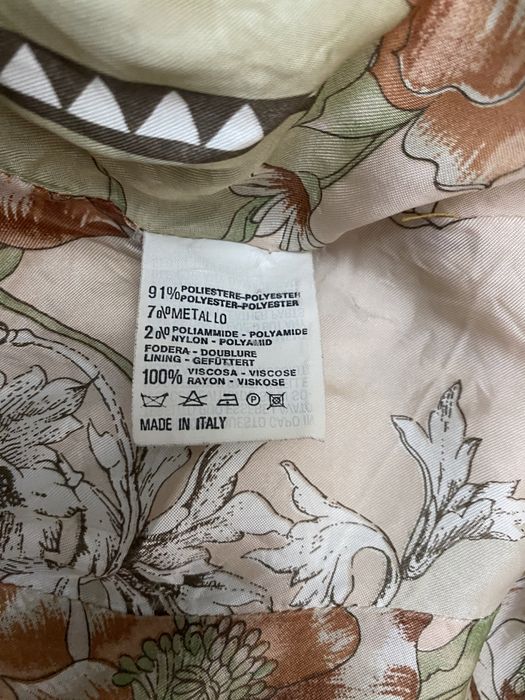 91% POLIESTERE-POLYESTER
POLYESTER-POLYESTER
7% METALLO
2% POLIAMMIDE - POLYAMIDE
NYLON - POLYAMID
FODERA - DOUBLURE
LINING - GEFÜTTERT
100% VISCOSA - VISCOSE
RAYON - VISKOSE
P
MADE IN ITALY